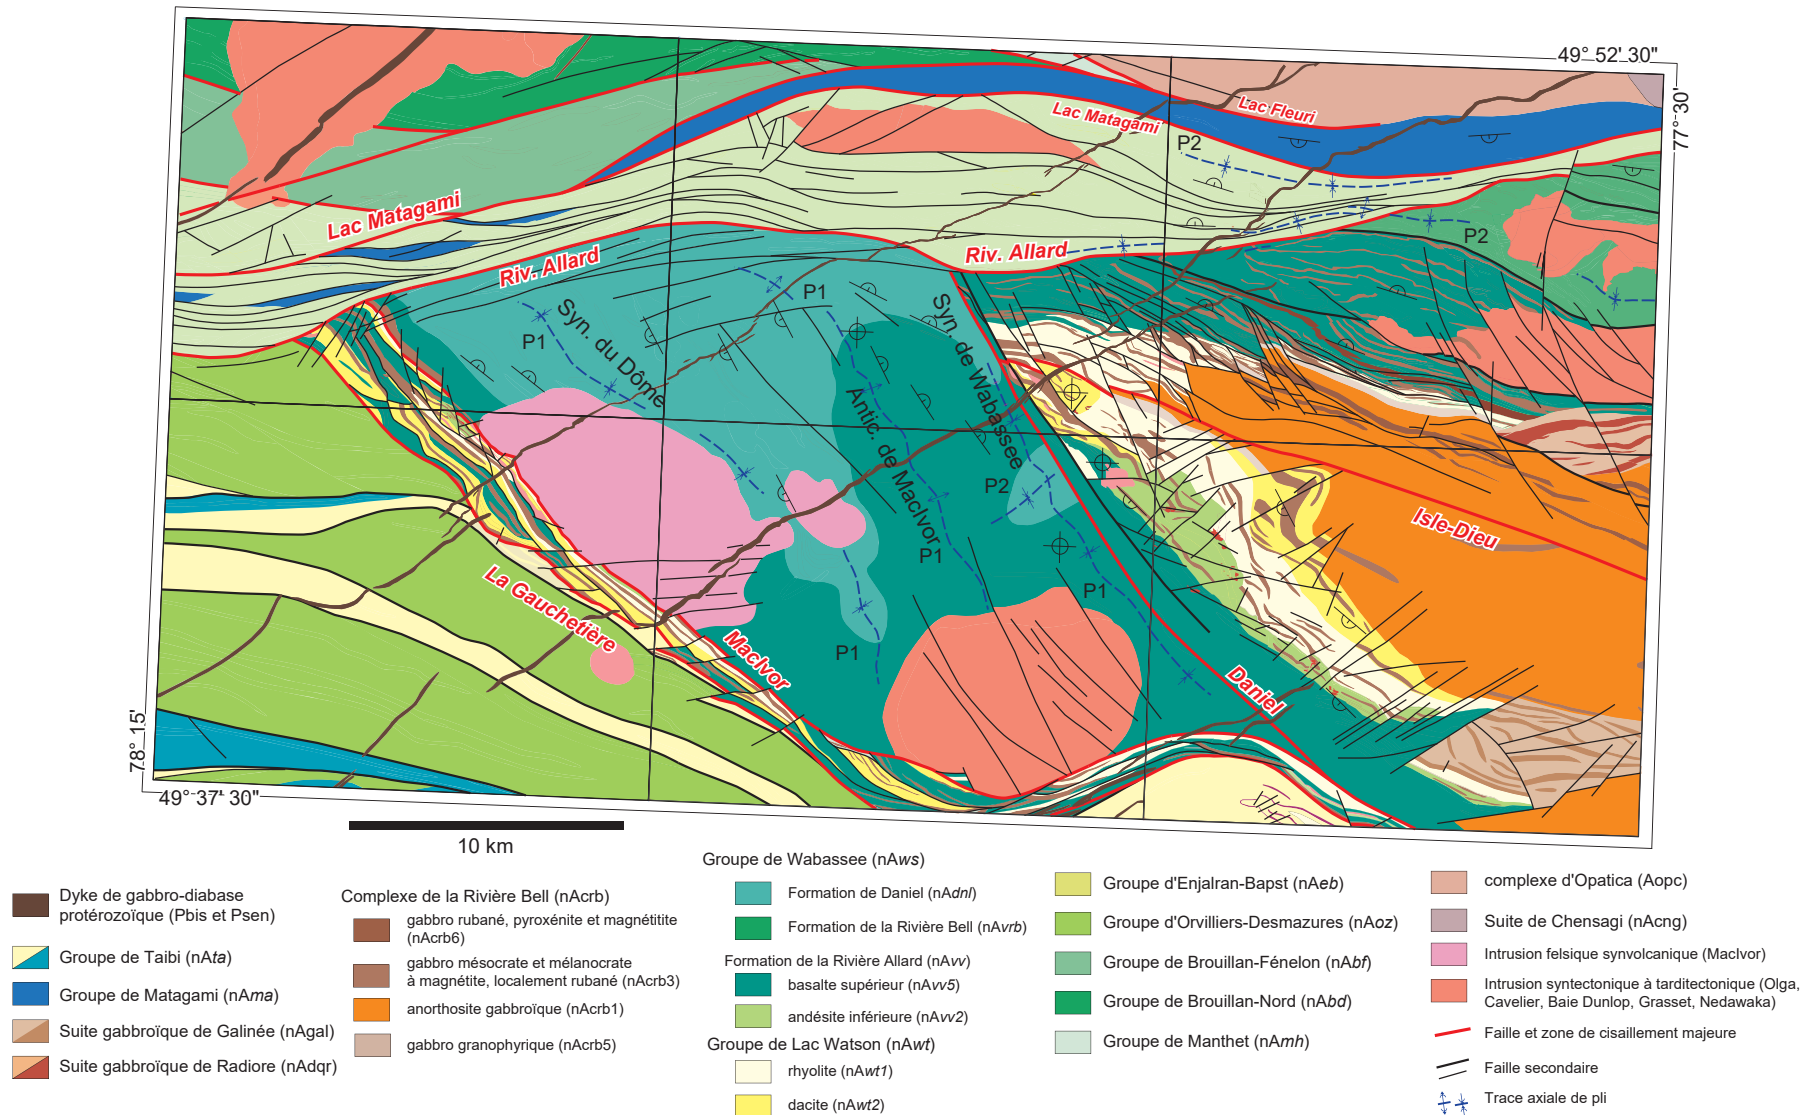 49° 52' 30"
77° 30'
Lac Fleuri
Lac Matagami
P2
Lac Matagami
P2
Riv. Allard
Riv. Allard
P1
Syn. du Dôme
P1
Syn. de Wabassee
Antic. de MacIvor
P2
Isle-Dieu
P1
P1
La Gauchetière
MacIvor
P1
Daniel
78° 15'
49° 37' 30"
10 km
Dyke de gabbro-diabase
protérozoïque (Pbis et Psen)
Groupe de Taibi (nAta)
Groupe de Matagami (nAma)
Suite gabbroïque de Galinée (nAgal)
Suite gabbroïque de Radiore (nAdqr)
Complexe de la Rivière Bell (nAcrb)
gabbro rubané, pyroxénite et magnétitite
(nAcrb6)
gabbro mésocrate et mélanocrate
à magnétite, localement rubané (nAcrb3)
anorthosite gabbroïque (nAcrb1)
gabbro granophyrique (nAcrb5)
Groupe de Wabassee (nAws)
Formation de Daniel (nAdnl)
Formation de la Rivière Bell (nAvrb)
Formation de la Rivière Allard (nAvv)
basalte supérieur (nAvv5)
andésite inférieure (nAvv2)
Groupe de Lac Watson (nAwt)
rhyolite (nAwt1)
dacite (nAwt2)
Groupe d'Enjalran-Bapst (nAeb)
Groupe d'Orvilliers-Desmazures (nAoz)
Groupe de Brouillan-Fénelon (nAbf)
Groupe de Brouillan-Nord (nAbd)
Groupe de Manthet (nAmh)
complexe d'Opatica (Aopc)
Suite de Chensagi (nAcng)
Intrusion felsique synvolcanique (MacIvor)
Intrusion syntectonique à tarditectonique (Olga,
Cavelier, Baie Dunlop, Grasset, Nedawaka)
Faille et zone de cisaillement majeure
Faille secondaire
Trace axiale de pli